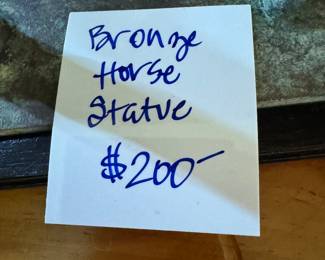 Bronze
Horse
Statue
$200-